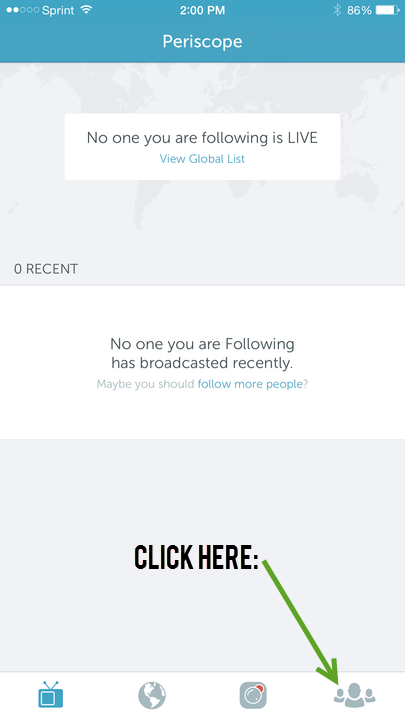 Sprint 2:00 PM 86%
Periscope
No one you are following is LIVE
View Global List
0 RECENT
No one you are Following
has broadcasted recently.
Maybe you should follow more people?
CLICK HERE: